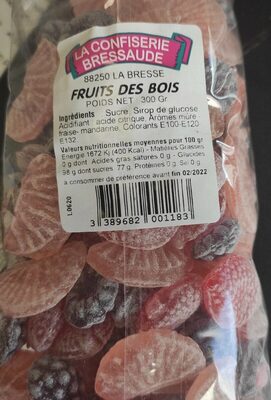 LA CONFISERIE
BRESSAUDE
88250 LA BRESSE
FRUITS DES BOIS
POIDS NET : 300 Gr
Ingrédients : Sucre, Sirop de glucose
Acidifiant : acide citrique, Arômes mûre
fraise- mandarine, Colorants E100-E120
E132
Valeurs nutritionnelles moyennes pour 100 gr
Energie 1672 Kj (400 Kcal) - Matières Grasses
0 g dont : Acides gras saturés 0 g - Glucides
98 g dont sucres : 77 g. Protéines 0 g. Sel 0 g
a consommer de préférence avant fin 02/2022
L0620
3 389682 001183